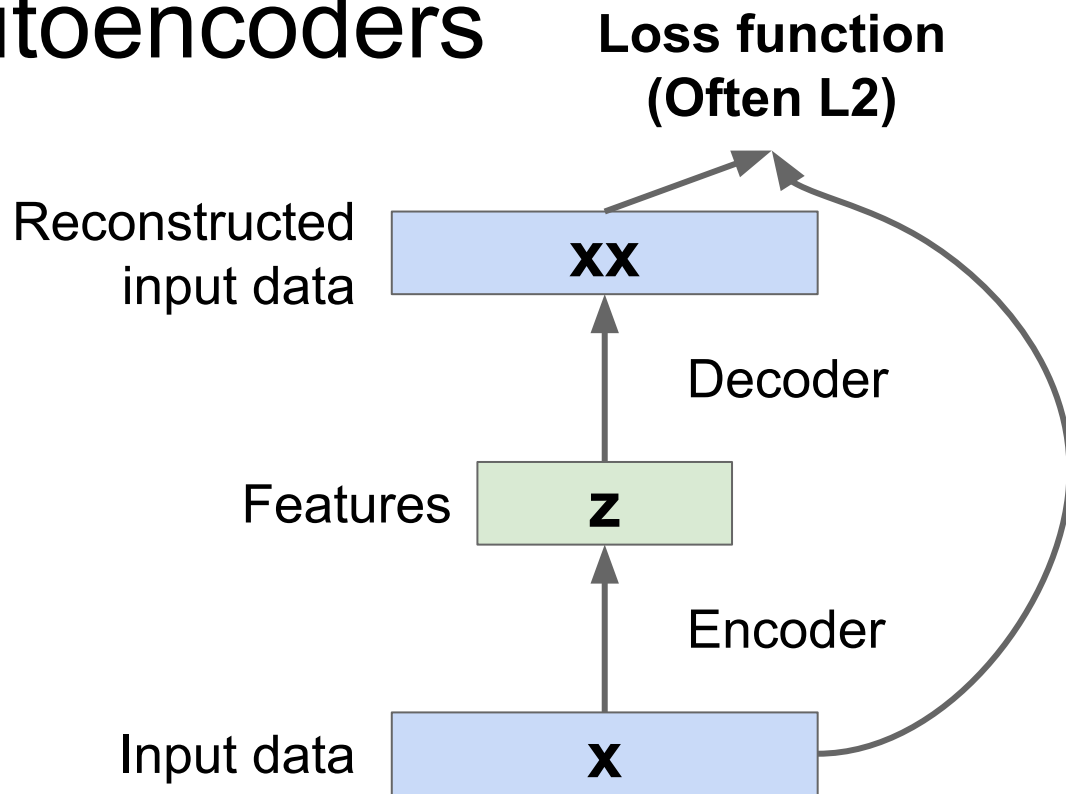 utoencoders
Loss function
(Often L2)
Reconstructed
input data
xx
Decoder
Features
z
Encoder
Input data
x